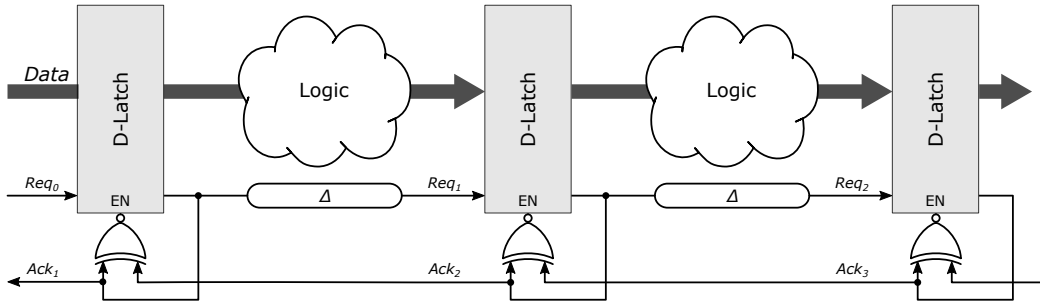 Data
D-Latch
Logic
D-Latch
Logic
D-Latch
Req0
EN
Δ
Req1
EN
Δ
Req2
EN
Ack1
Ack2
Ack3